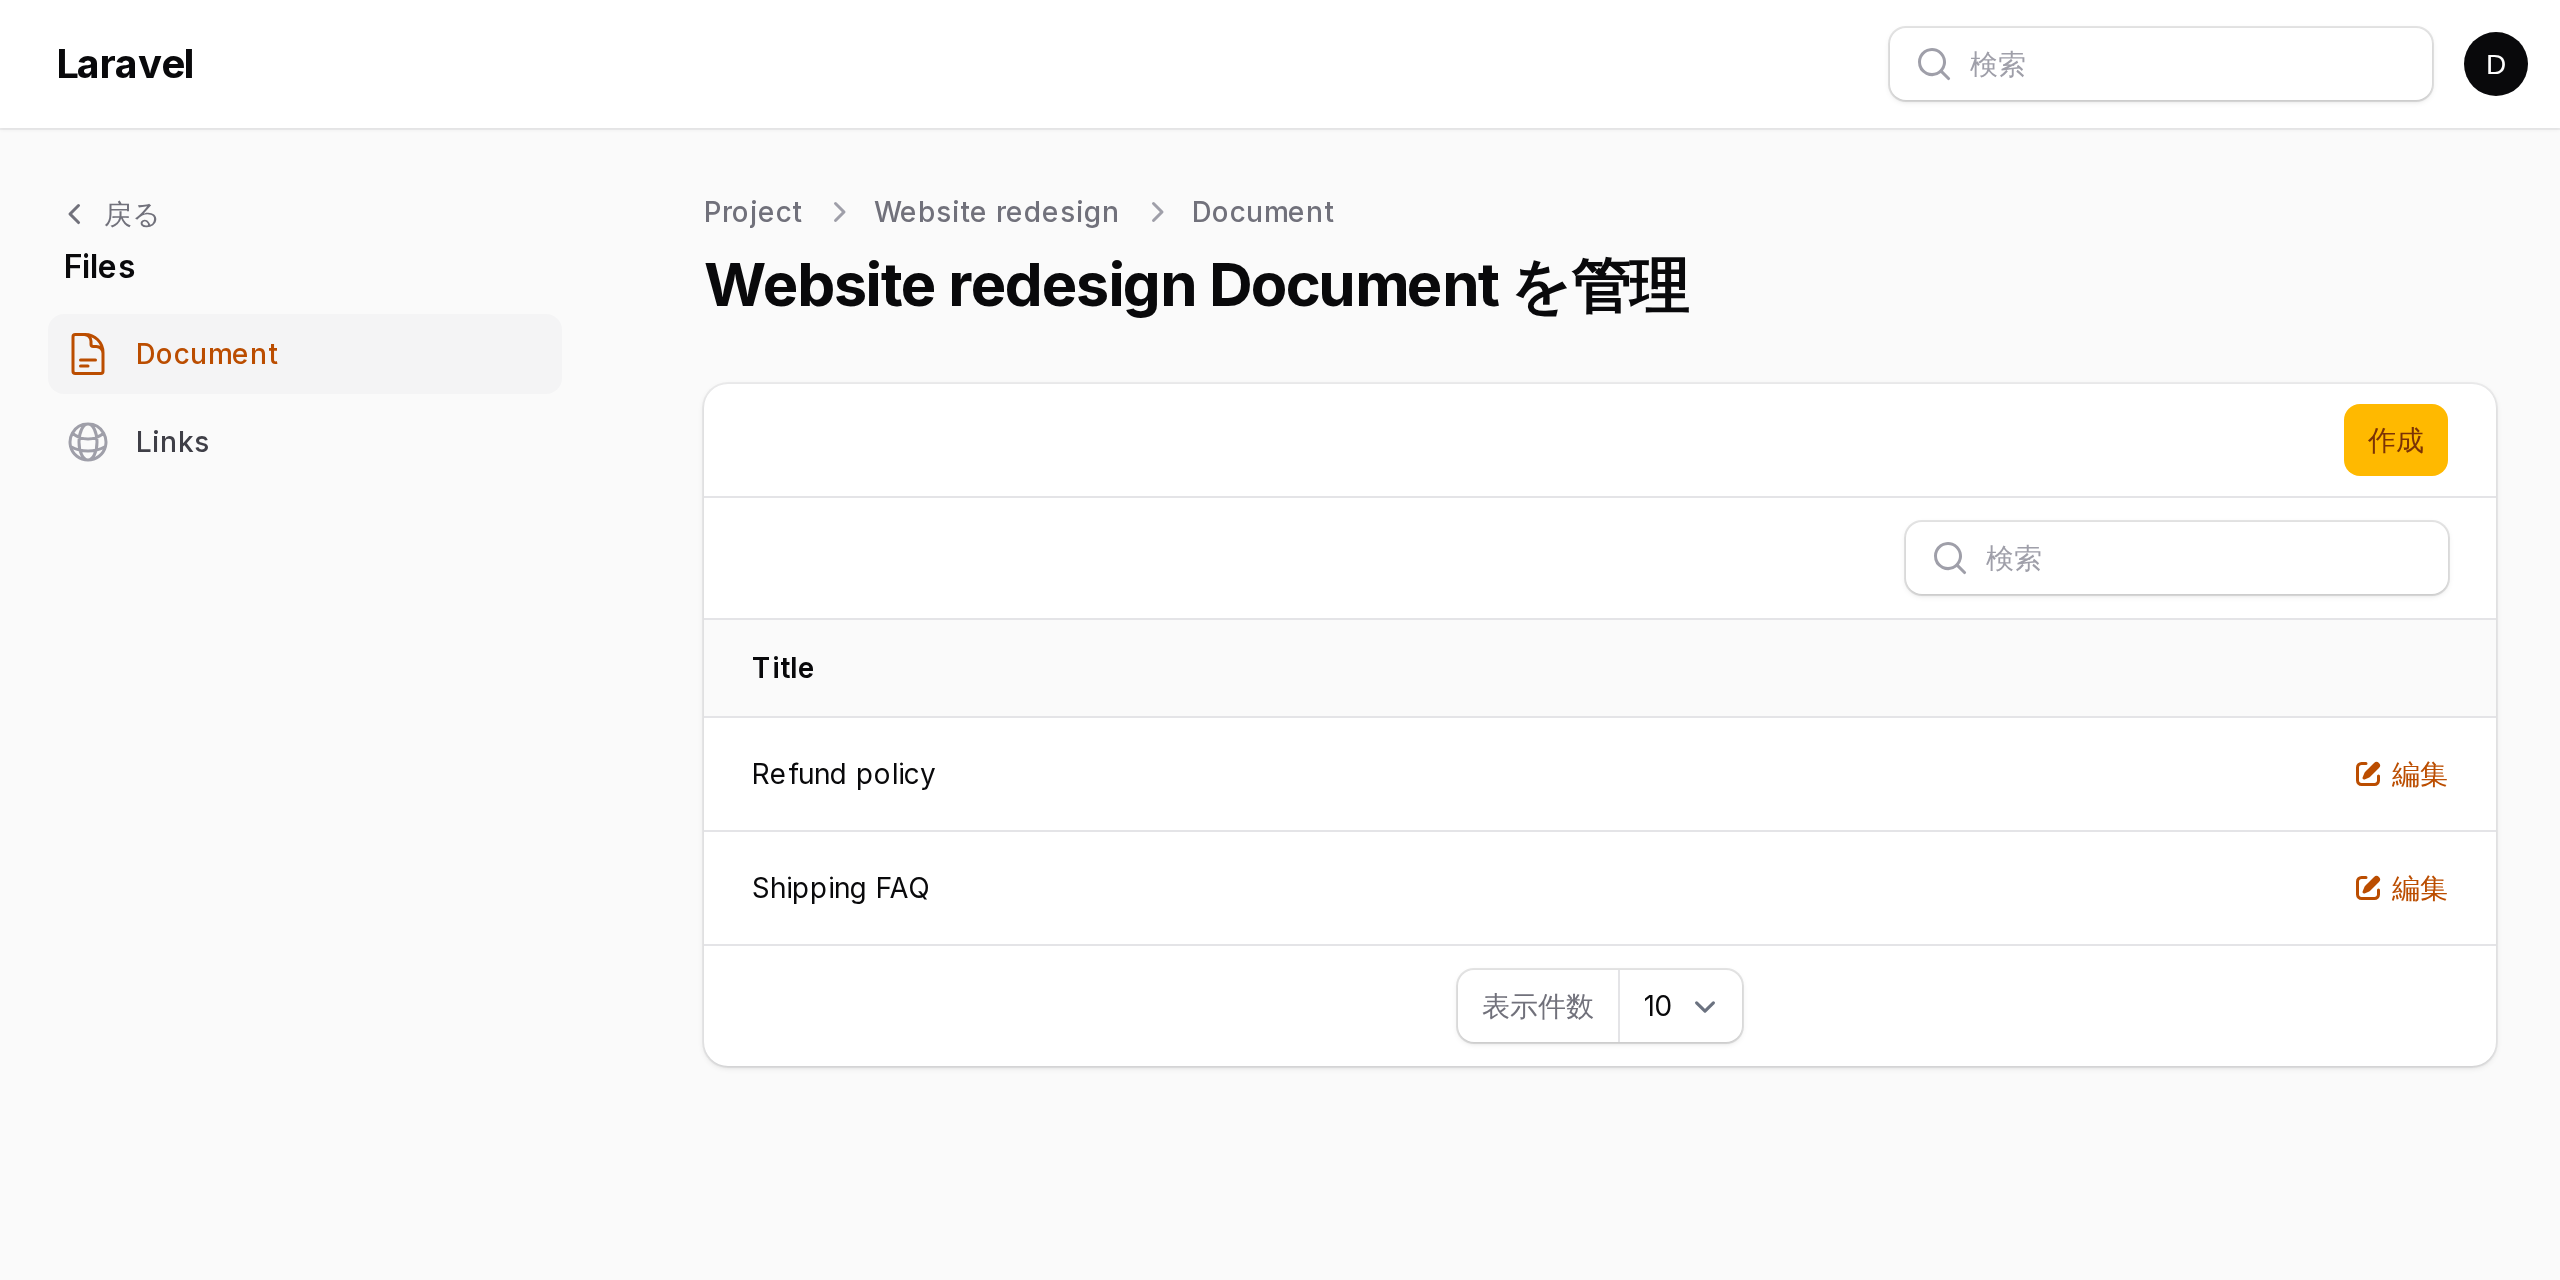 Laravel
検索
D
戻る
Files
Document
Links
Project Website redesign Document
Website redesign Document を管理
作成
検索
Title
Refund policy 編集
Shipping FAQ 編集
表示件数 10